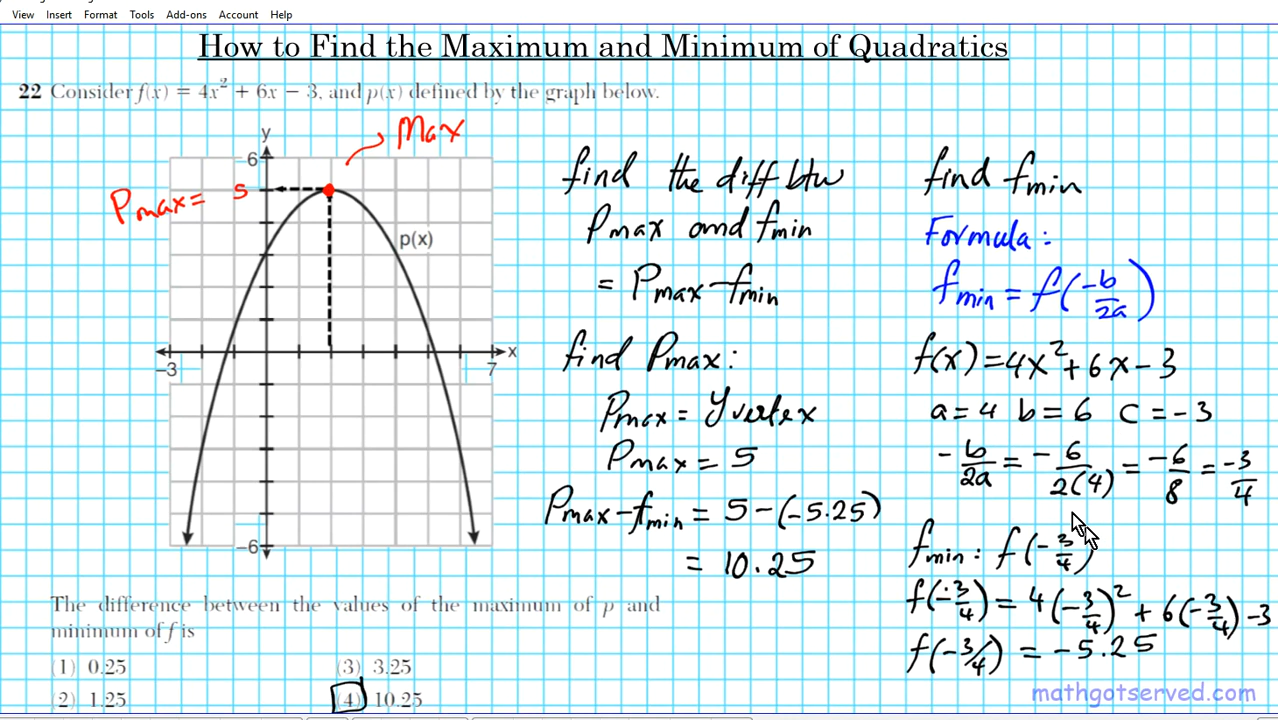 View Insert Format Tools Add-ons Account Help
How to Find the Maximum and Minimum of Quadratics
22 Consider f(x) = 4x² + 6x − 3, and p(x) defined by the graph below.
Max
Pmax = 5
y
6
p(x)
x
−3
7
−6
The difference between the values of the maximum of p and
minimum of f is
(1) 0.25
(3) 3.25
(2) 1.25
(4) 10.25
find the diff btw
Pmax and fmin
= Pmax − fmin
find Pmax:
Pmax = Yvertex
Pmax = 5
Pmax − fmin = 5 − (−5.25)
= 10.25
find fmin
Formula:
fmin = f(−b/2a)
f(x) = 4x² + 6x − 3
a = 4 b = 6 c = −3
−b/2a = −6/2(4) = −6/8 = −3/4
fmin: f(−3/4)
f(−3/4) = 4(−3/4)² + 6(−3/4) −3
f(−3/4) = −5.25
mathgotserved.com